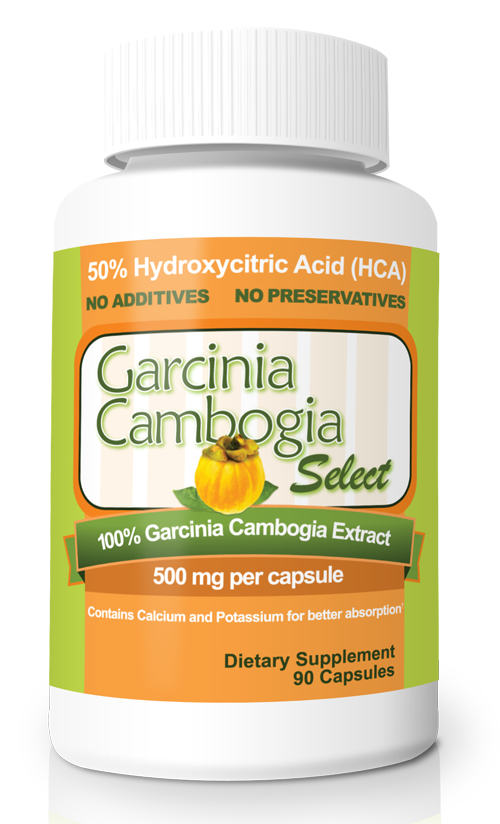 50% Hydroxycitric Acid (HCA)
NO ADDITIVES NO PRESERVATIVES
Garcinia
Cambogia
Select
100% Garcinia Cambogia Extract
500 mg per capsule
Contains Calcium and Potassium for better absorption*
Dietary Supplement
90 Capsules